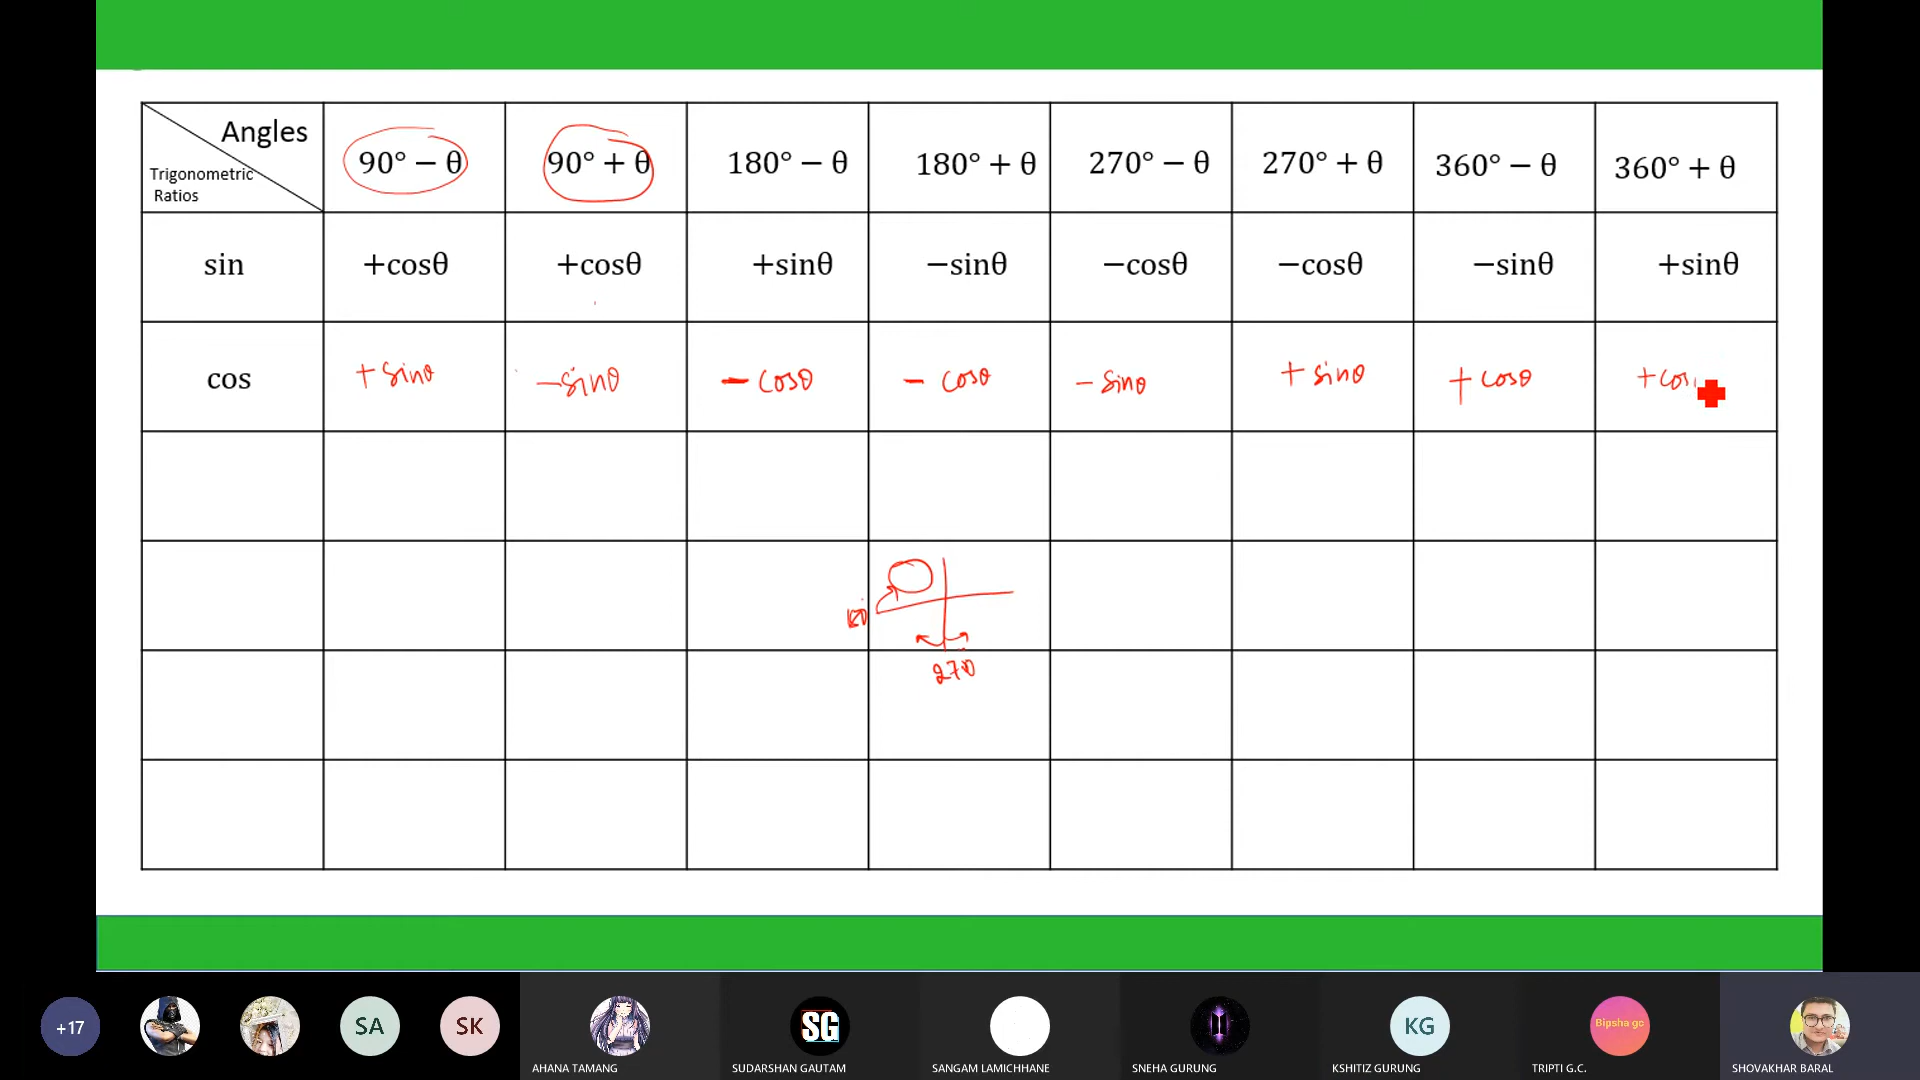 Angles
Trigonometric
Ratios
90° − θ 90° + θ 180° − θ 180° + θ 270° − θ 270° + θ 360° − θ 360° + θ
sin +cosθ +cosθ +sinθ −sinθ −cosθ −cosθ −sinθ +sinθ
cos + sinθ − sinθ − cosθ − cosθ − sinθ + sinθ + cosθ + cos
270
+17 SA SK SG KG Bipsha gc
AHANA TAMANG SUDARSHAN GAUTAM SANGAM LAMICHHANE SNEHA GURUNG KSHITIZ GURUNG TRIPTI G.C. SHOVAKHAR BARAL